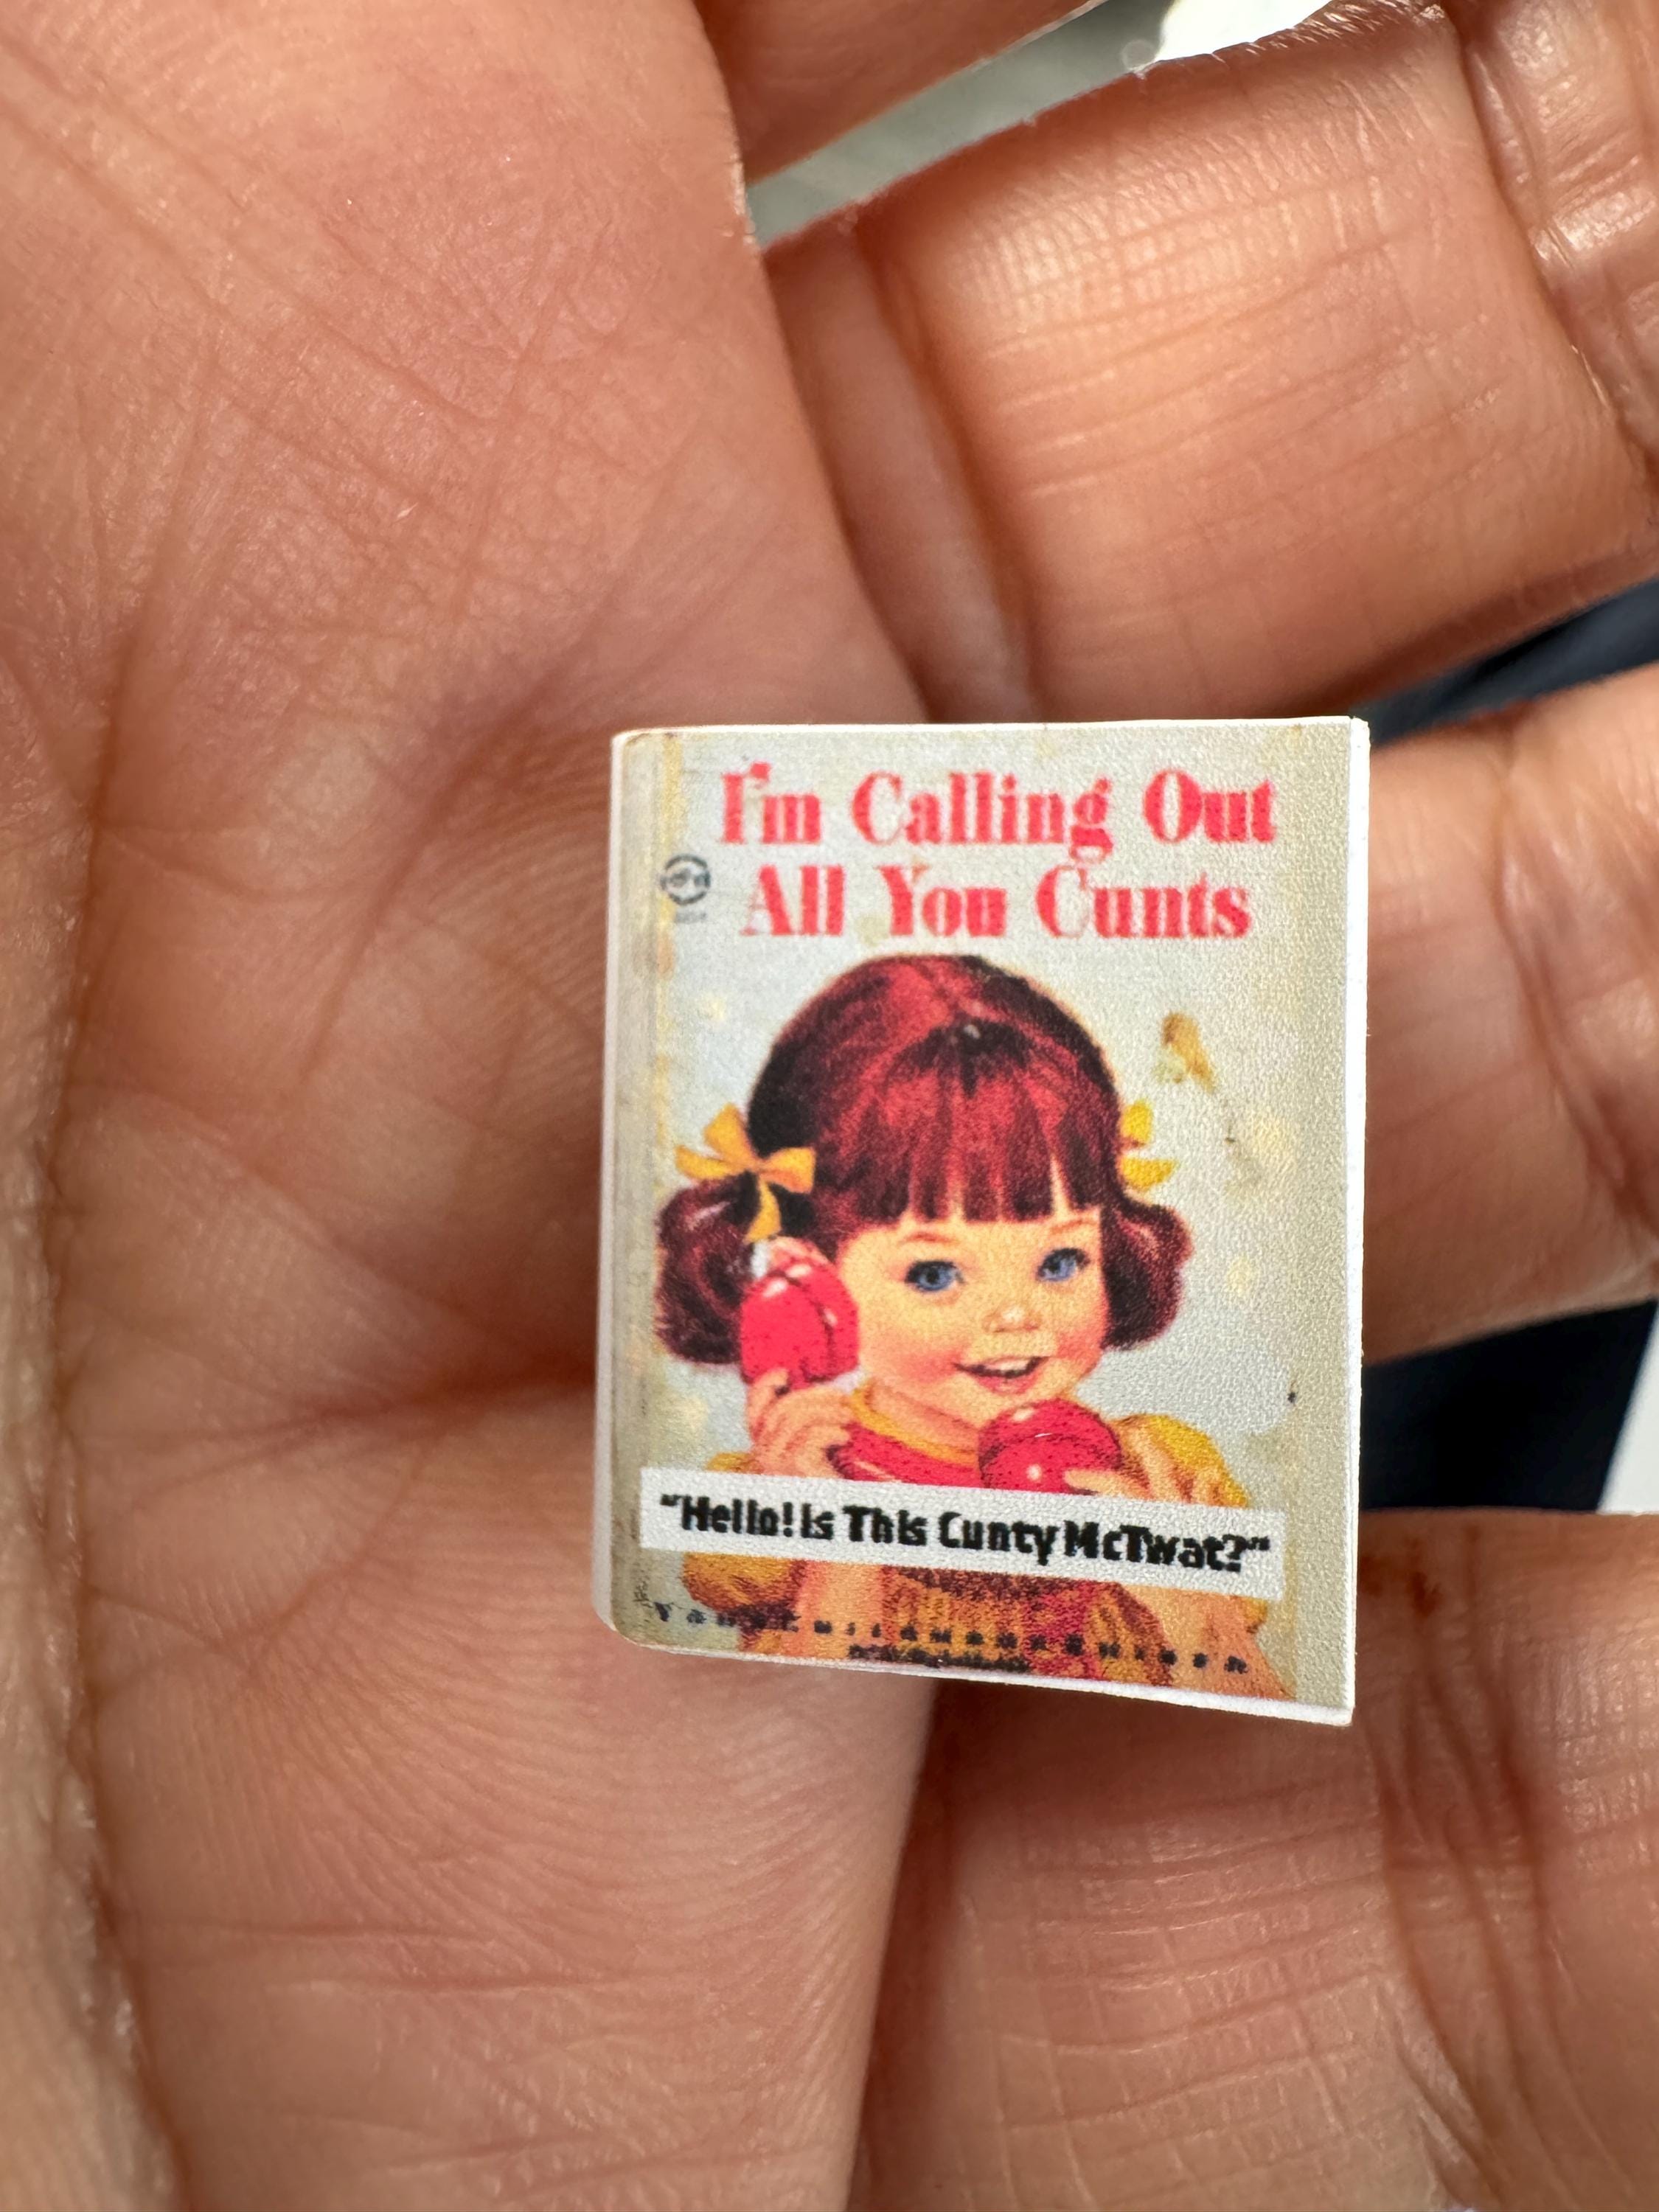 I'm Calling Out
All You Cunts
"Hello! Is This Cunty McTwat?"